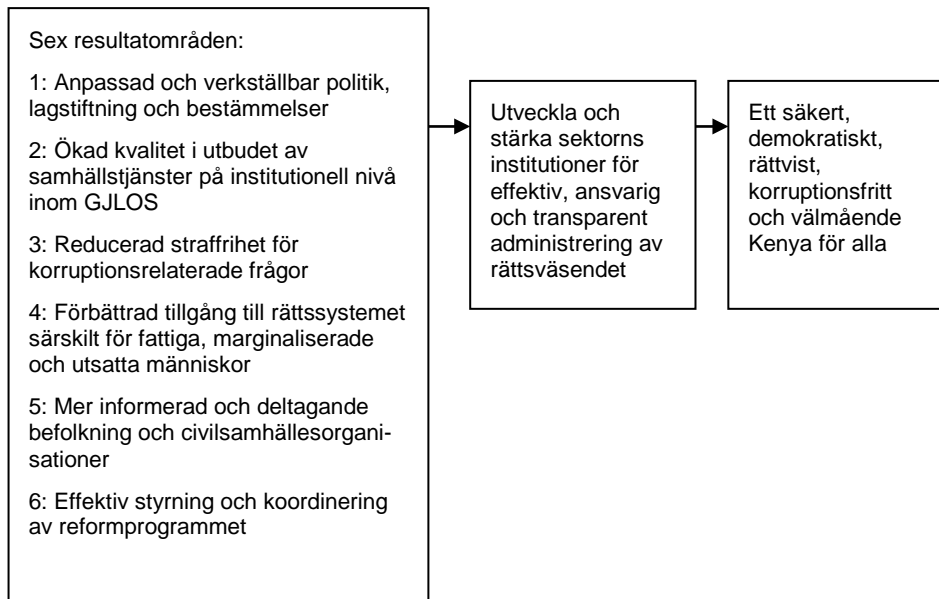 Sex resultatområden:
1: Anpassad och verkställbar politik,
lagstiftning och bestämmelser
2: Ökad kvalitet i utbudet av
samhällstjänster på institutionell nivå
inom GJLOS
3: Reducerad straffrihet för
korruptionsrelaterade frågor
4: Förbättrad tillgång till rättssystemet
särskilt för fattiga, marginaliserade
och utsatta människor
5: Mer informerad och deltagande
befolkning och civilsamhällesorgani-
sationer
6: Effektiv styrning och koordinering
av reformprogrammet
Utveckla och
stärka sektorns
institutioner för
effektiv, ansvarig
och transparent
administrering av
rättsväsendet
Ett säkert,
demokratiskt,
rättvist,
korruptionsfritt
och välmående
Kenya för alla